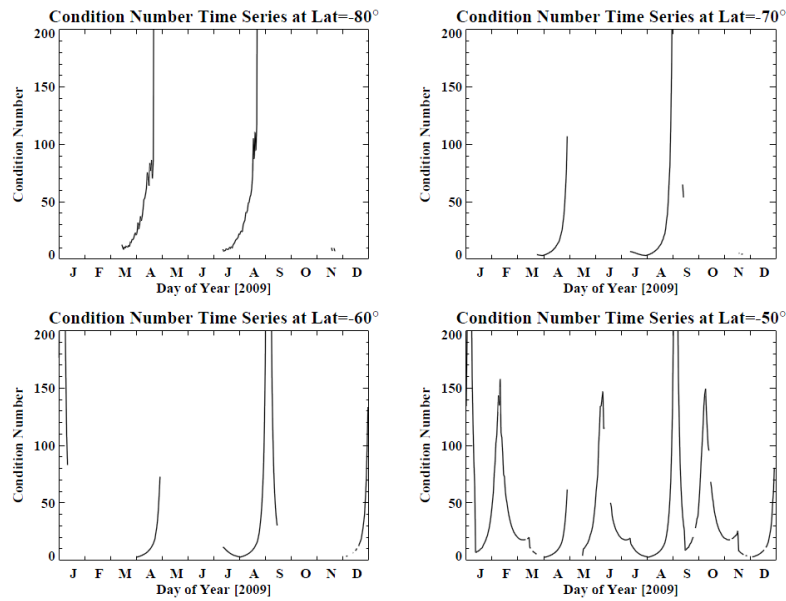 Condition Number Time Series at Lat=-80°
200
150
100
50
0
Condition Number
J F M A M J J A S O N D
Day of Year [2009]
Condition Number Time Series at Lat=-70°
200
150
100
50
0
Condition Number
J F M A M J J A S O N D
Day of Year [2009]
Condition Number Time Series at Lat=-60°
200
150
100
50
0
Condition Number
J F M A M J J A S O N D
Day of Year [2009]
Condition Number Time Series at Lat=-50°
200
150
100
50
0
Condition Number
J F M A M J J A S O N D
Day of Year [2009]